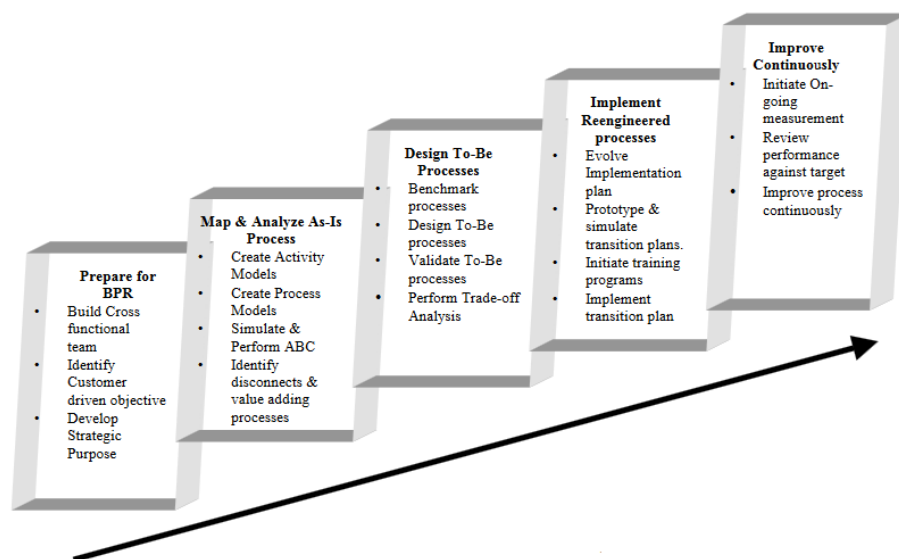 Prepare for
BPR
• Build Cross
functional
team
• Identify
Customer
driven objective
• Develop
Strategic
Purpose
Map & Analyze As-Is
Process
• Create Activity
Models
• Create Process
Models
• Simulate &
Perform ABC
• Identify
disconnects &
value adding
processes
Design To-Be
Processes
• Benchmark
processes
• Design To-Be
processes
• Validate To-Be
processes
• Perform Trade-off
Analysis
Implement
Reengineered
processes
• Evolve
Implementation
plan
• Prototype &
simulate
transition plans.
• Initiate training
programs
• Implement
transition plan
Improve
Continuously
• Initiate On-
going
measurement
• Review
performance
against target
• Improve process
continuously